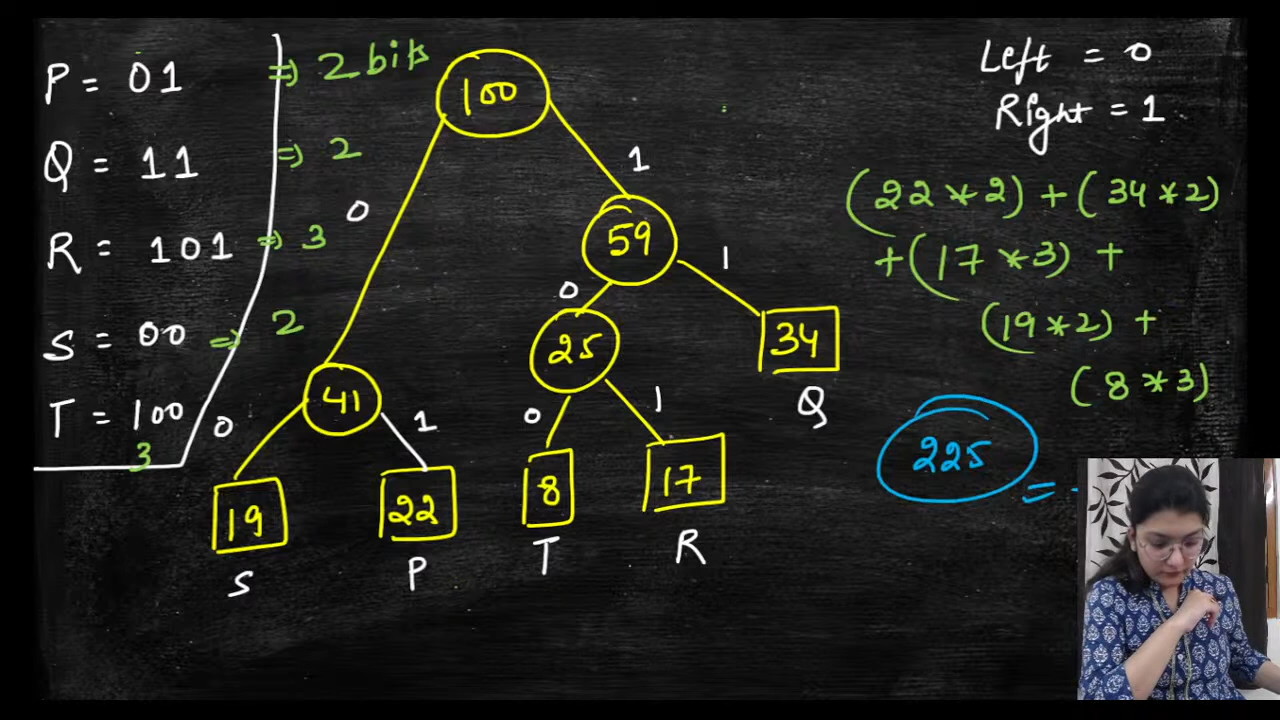 P = 01 => 2 bits
Q = 11 => 2
R = 101 => 3
S = 00 => 2
T = 100
3
100
0
1
59
0
1
25
34
Q
41
0
1
0
1
19
22
8
17
S
P
T
R
Left = 0
Right = 1
(22 * 2) + (34 * 2)
+ (17 * 3) +
(19 * 2) +
(8 * 3)
225
=